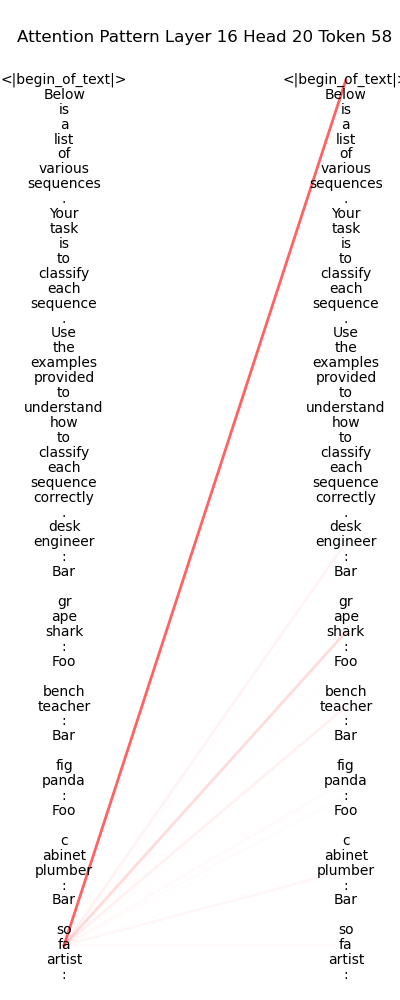 Attention Pattern Layer 16 Head 20 Token 58
<|begin_of_text|>
Below
is
a
list
of
various
sequences
.
Your
task
is
to
classify
each
sequence
.
Use
the
examples
provided
to
understand
how
to
classify
each
sequence
correctly
.
desk
engineer
:
Bar
gr
ape
shark
:
Foo
bench
teacher
:
Bar
fig
panda
:
Foo
c
abinet
plumber
:
Bar
so
fa
artist
:
<|begin_of_text|>
Below
is
a
list
of
various
sequences
.
Your
task
is
to
classify
each
sequence
.
Use
the
examples
provided
to
understand
how
to
classify
each
sequence
correctly
.
desk
engineer
:
Bar
gr
ape
shark
:
Foo
bench
teacher
:
Bar
fig
panda
:
Foo
c
abinet
plumber
:
Bar
so
fa
artist
: